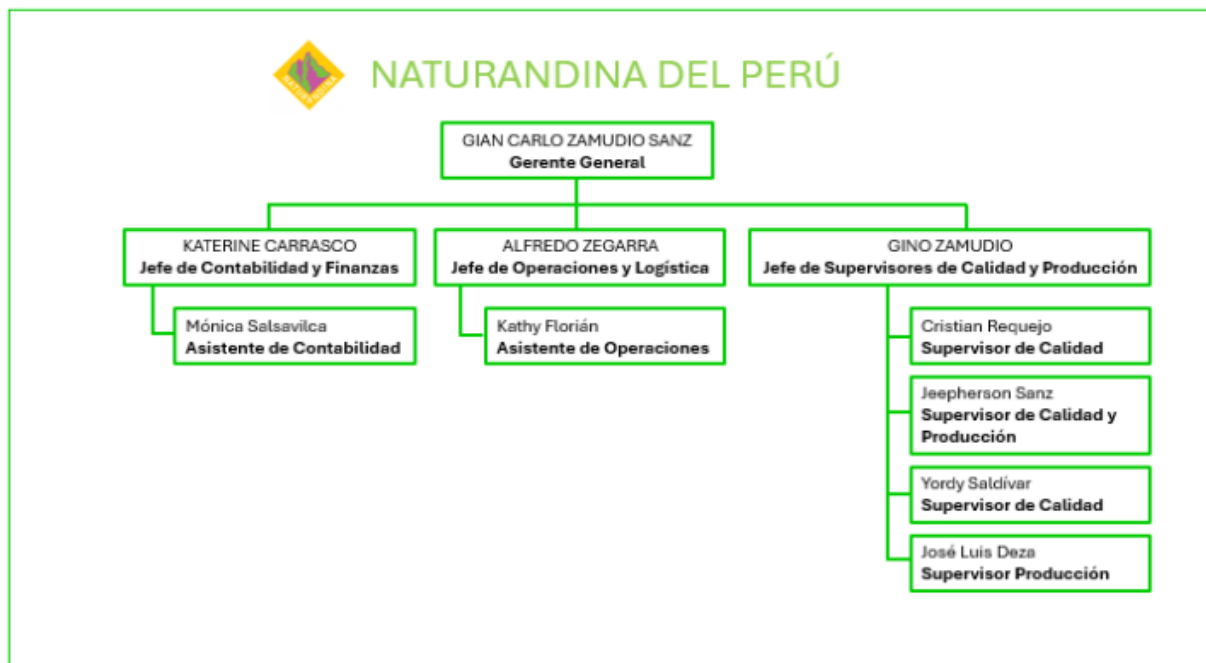 NATURANDINA
NATURANDINA DEL PERÚ
GIAN CARLO ZAMUDIO SANZ
Gerente General
KATERINE CARRASCO
Jefe de Contabilidad y Finanzas
ALFREDO ZEGARRA
Jefe de Operaciones y Logística
GINO ZAMUDIO
Jefe de Supervisores de Calidad y Producción
Mónica Salsavilca
Asistente de Contabilidad
Kathy Florián
Asistente de Operaciones
Cristian Requejo
Supervisor de Calidad
Jeepherson Sanz
Supervisor de Calidad y
Producción
Yordy Saldívar
Supervisor de Calidad
José Luis Deza
Supervisor Producción